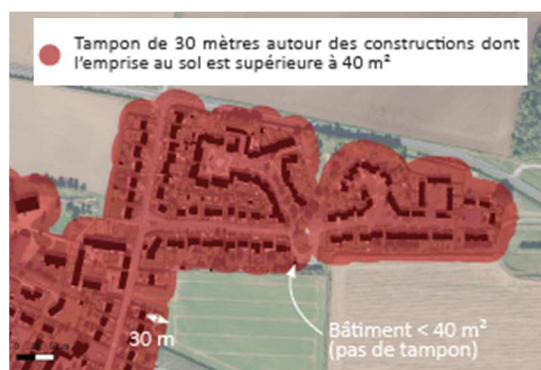 Tampon de 30 mètres autour des constructions dont
l'emprise au sol est supérieure à 40 m²
30 m
Bâtiment < 40 m²
(pas de tampon)